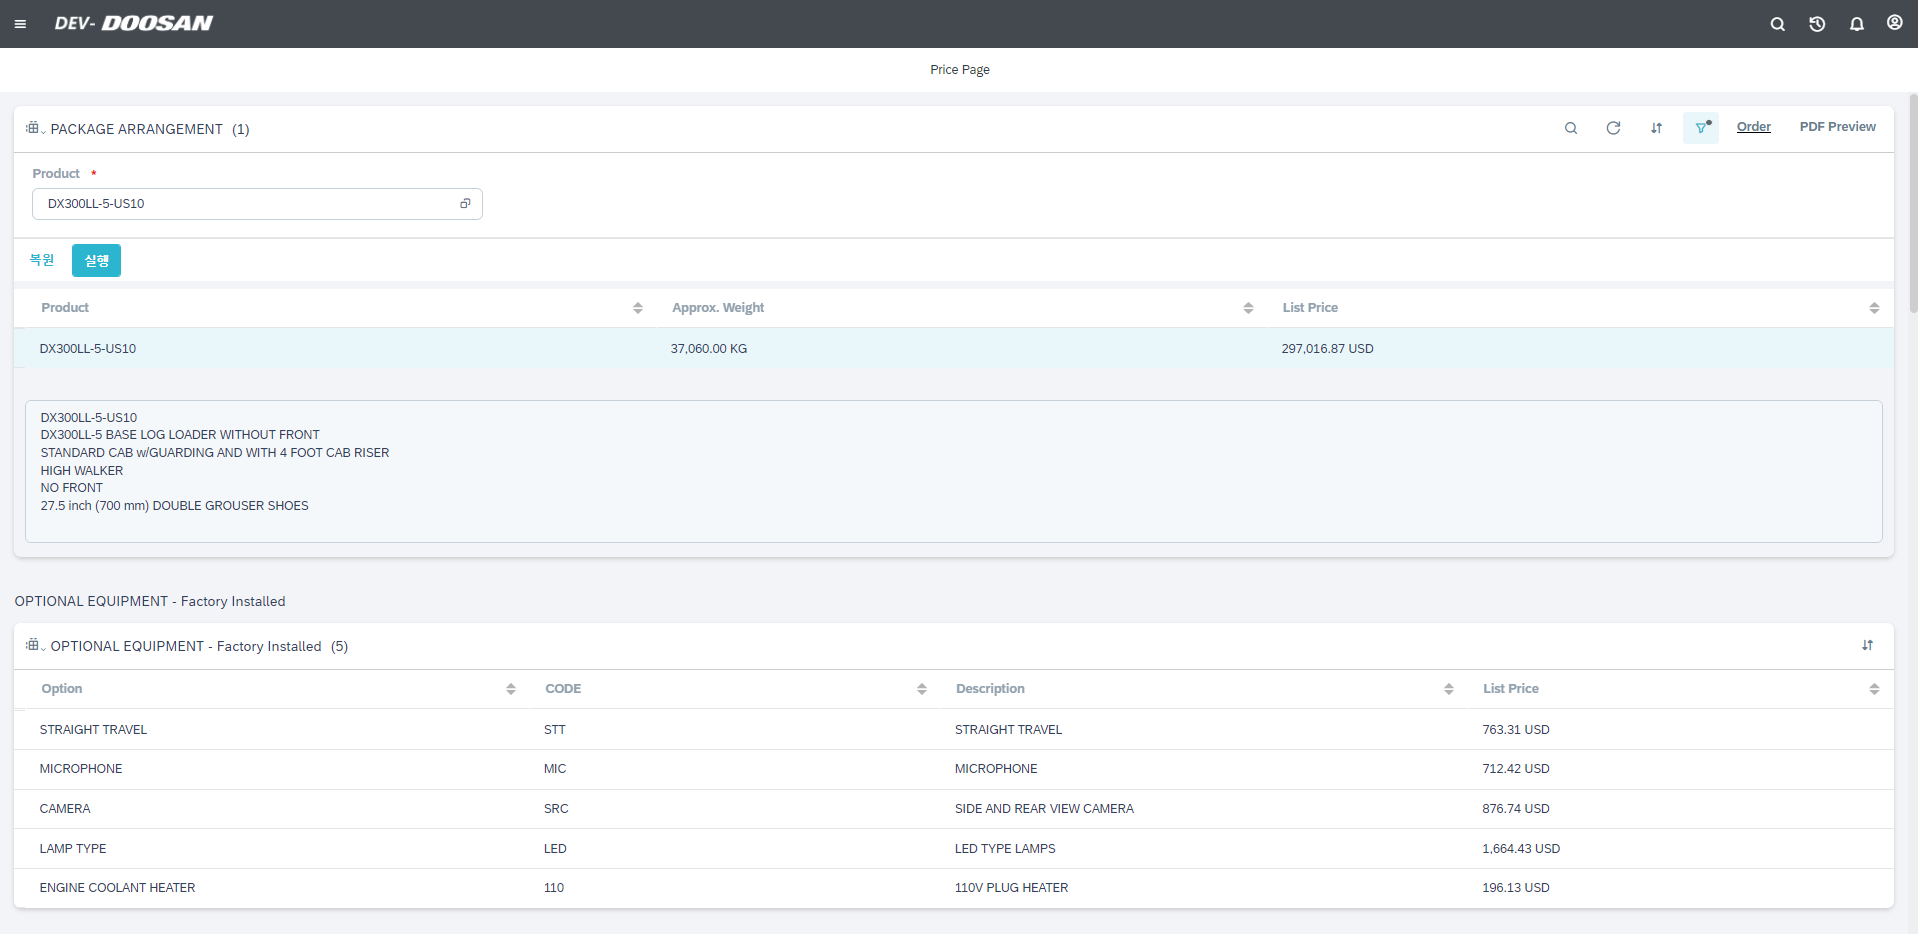 DEV- DOOSAN
Price Page
PACKAGE ARRANGEMENT (1)
Order PDF Preview
Product *
DX300LL-5-US10
복원 실행
Product Approx. Weight List Price
DX300LL-5-US10 37,060.00 KG 297,016.87 USD
DX300LL-5-US10
DX300LL-5 BASE LOG LOADER WITHOUT FRONT
STANDARD CAB w/GUARDING AND WITH 4 FOOT CAB RISER
HIGH WALKER
NO FRONT
27.5 inch (700 mm) DOUBLE GROUSER SHOES
OPTIONAL EQUIPMENT - Factory Installed
OPTIONAL EQUIPMENT - Factory Installed (5)
Option CODE Description List Price
STRAIGHT TRAVEL STT STRAIGHT TRAVEL 763.31 USD
MICROPHONE MIC MICROPHONE 712.42 USD
CAMERA SRC SIDE AND REAR VIEW CAMERA 876.74 USD
LAMP TYPE LED LED TYPE LAMPS 1,664.43 USD
ENGINE COOLANT HEATER 110 110V PLUG HEATER 196.13 USD